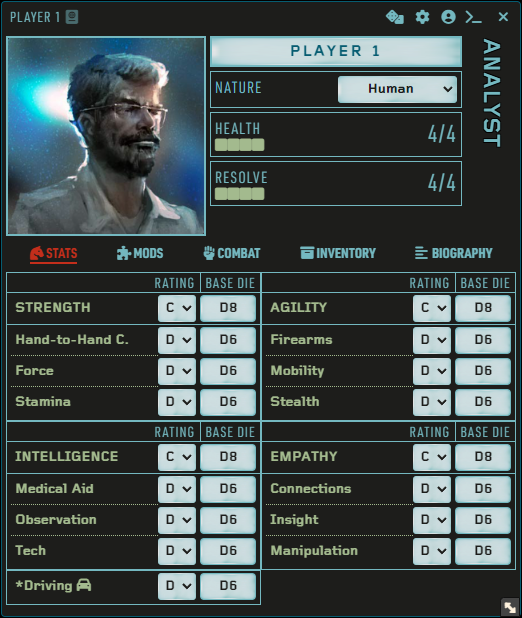 PLAYER 1
PLAYER 1
ANALYST
NATURE Human
HEALTH 4/4
RESOLVE 4/4
STATS MODS COMBAT INVENTORY BIOGRAPHY
RATING BASE DIE
STRENGTH C D8
Hand-to-Hand C. D D6
Force D D6
Stamina D D6
RATING BASE DIE
AGILITY C D8
Firearms D D6
Mobility D D6
Stealth D D6
RATING BASE DIE
INTELLIGENCE C D8
Medical Aid D D6
Observation D D6
Tech D D6
RATING BASE DIE
EMPATHY C D8
Connections D D6
Insight D D6
Manipulation D D6
*Driving D D6